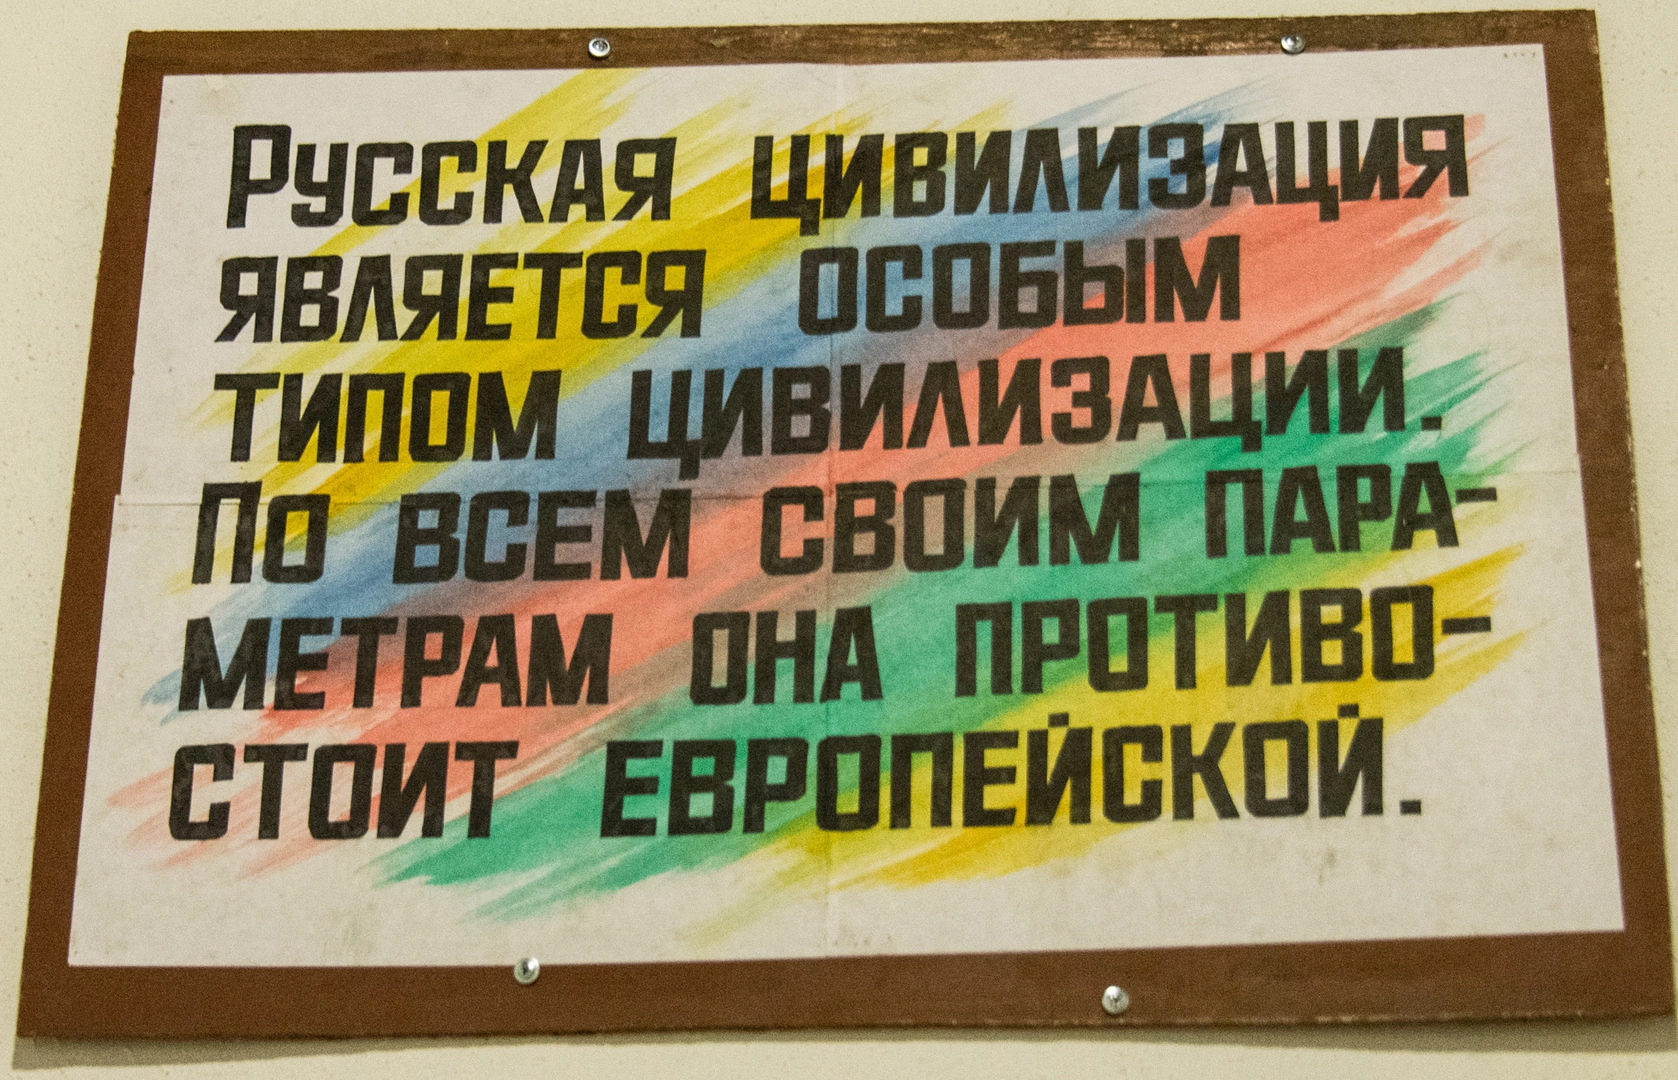 Русская цивилизация
является особым
типом цивилизации.
По всем своим пара-
метрам она противо-
стоит европейской.